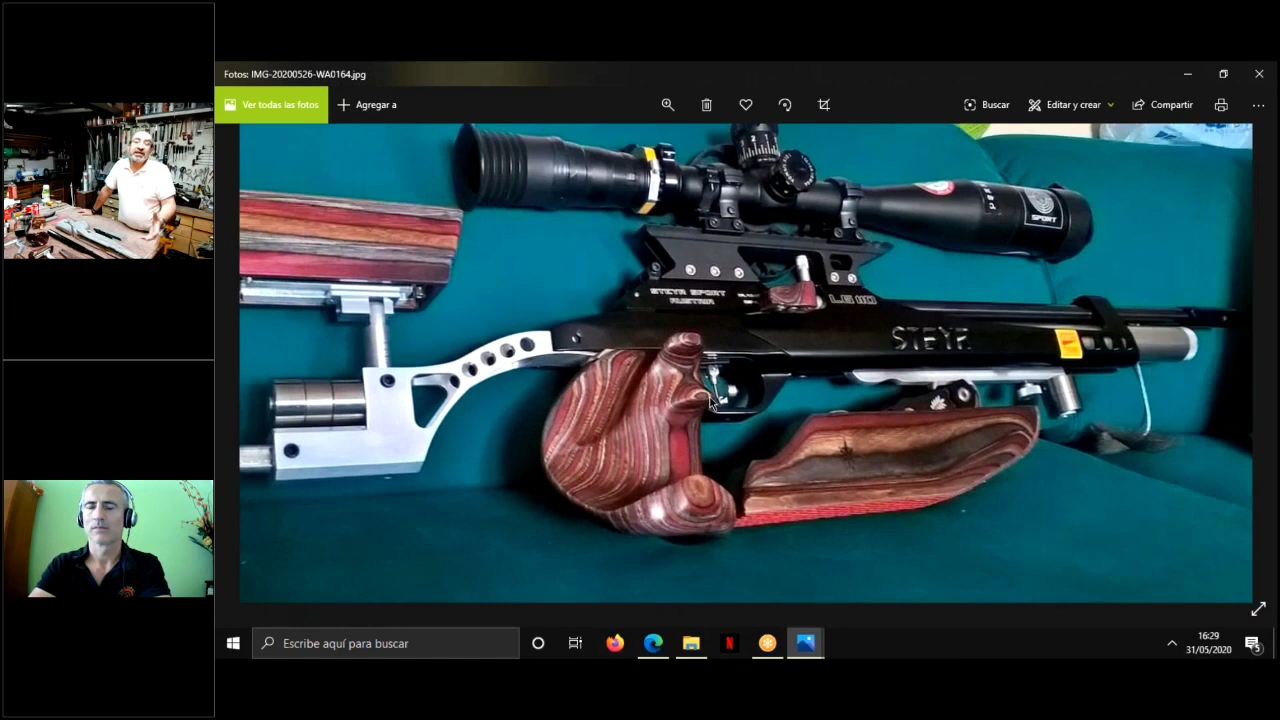 Fotos: IMG-20200526-WA0164.jpg
Ver todas las fotos
Agregar a
Buscar
Editar y crear
Compartir
SPORT
STEYR SPORT
AUSTRIA
LG 110
STEYR
Escribe aquí para buscar
16:29
31/05/2020
5